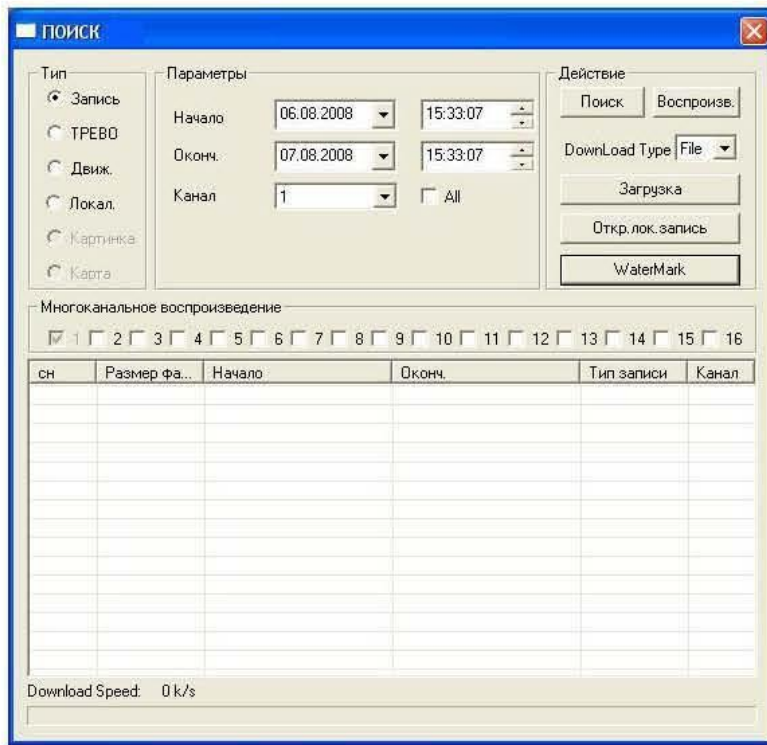 ПОИСК
Тип
Запись
ТРЕВО
Движ.
Локал.
Картинка
Карта
Параметры
Начало 06.08.2008 15:33:07
Оконч. 07.08.2008 15:33:07
Канал 1 All
Действие
Поиск Воспроизв.
DownLoad Type File
Загрузка
Откр.лок.запись
WaterMark
Многоканальное воспроизведение
1 2 3 4 5 6 7 8 9 10 11 12 13 14 15 16
сн Размер фа... Начало Оконч. Тип записи Канал
Download Speed: 0 k/s